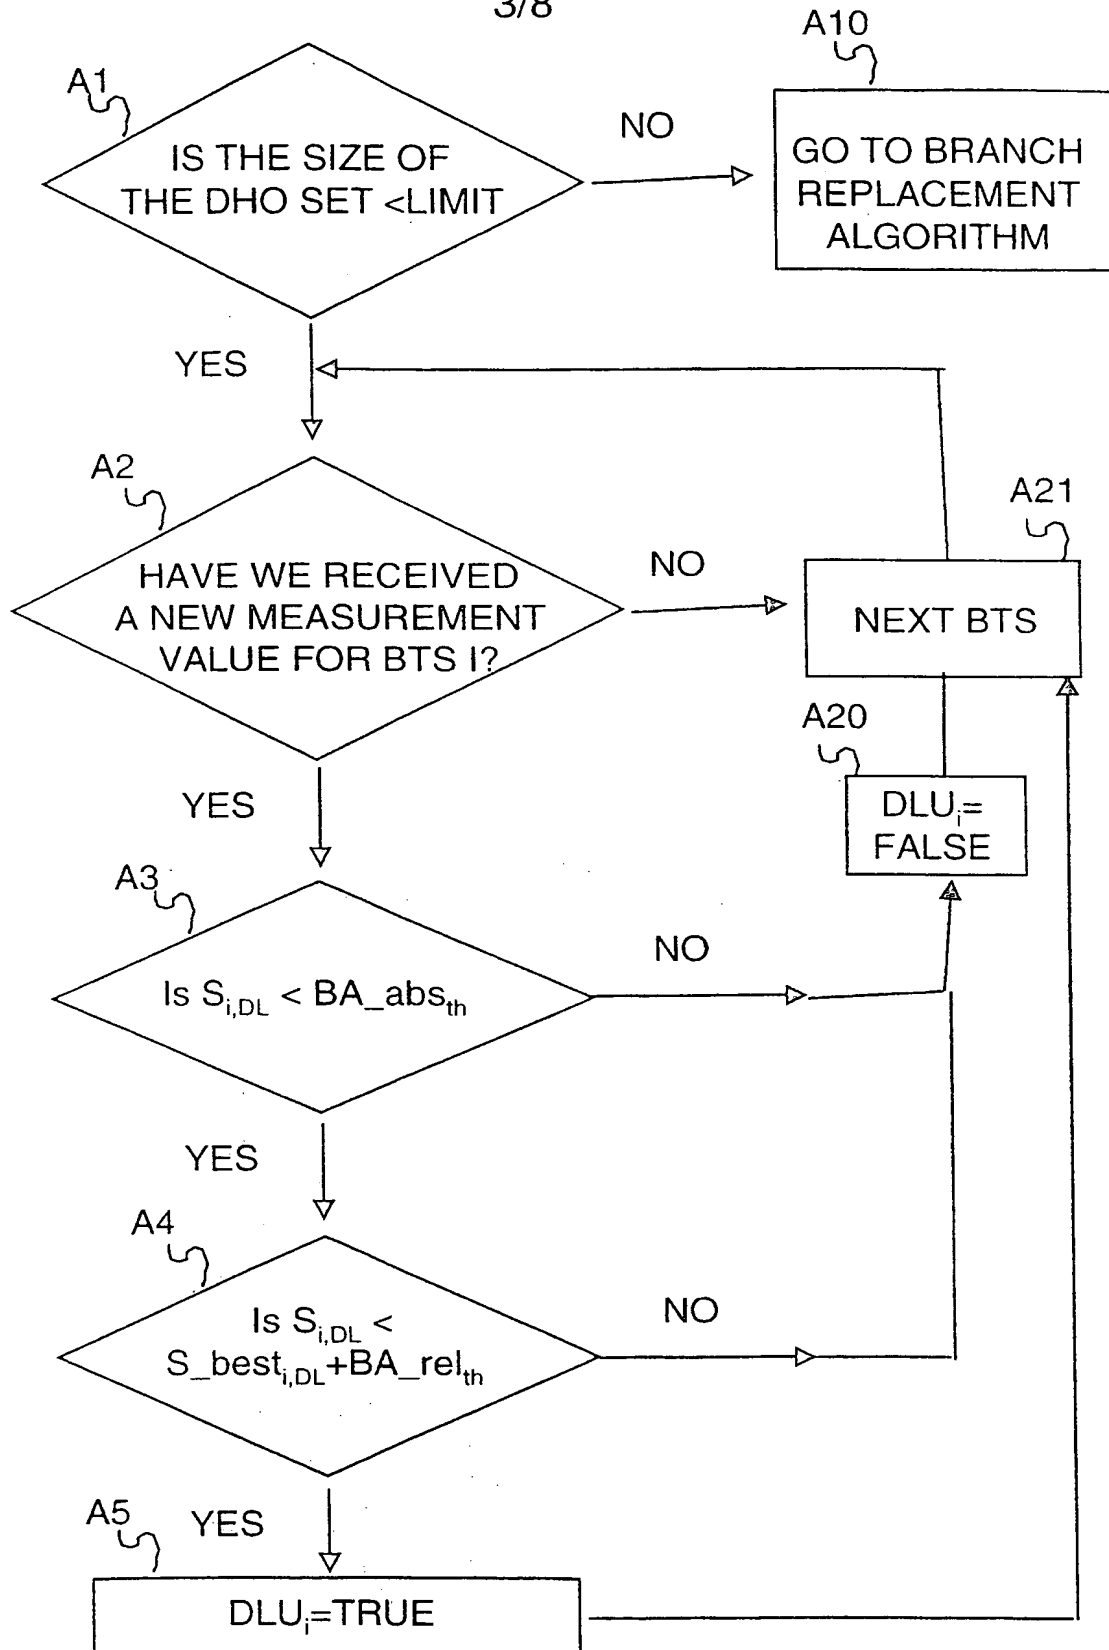 3/8
A10
A1
NO
IS THE SIZE OF
THE DHO SET <LIMIT
GO TO BRANCH
REPLACEMENT
ALGORITHM
YES
A2
A21
NO
HAVE WE RECEIVED
A NEW MEASUREMENT
VALUE FOR BTS I?
NEXT BTS
A20
YES
DLUi=
FALSE
A3
NO
Is Si,DL < BA_absth
YES
A4
NO
Is Si,DL <
S_besti,DL+BA_relth
A5
YES
DLUi=TRUE